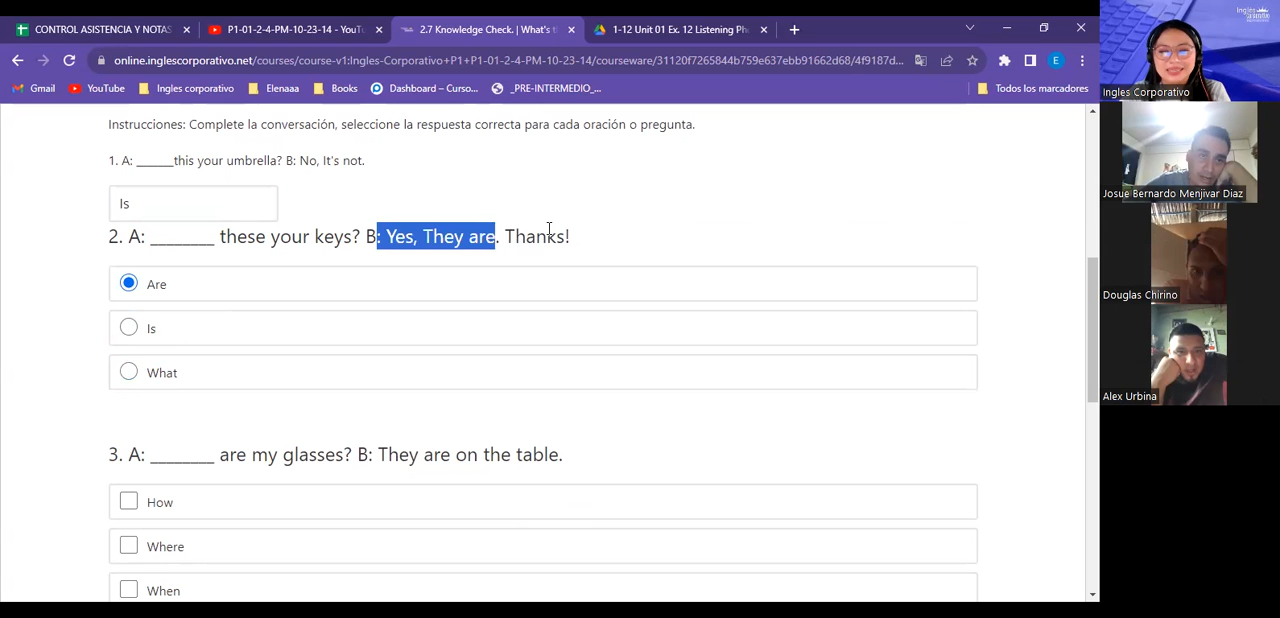 CONTROL ASISTENCIA Y NOTAS
P1-01-2-4-PM-10-23-14 - YouTu
2.7 Knowledge Check. | What's t
1-12 Unit 01 Ex. 12 Listening Ph
online.inglescorporativo.net/courses/course-v1:Ingles-Corporativo+P1+P1-01-2-4-PM-10-23-14/courseware/31120f7265844b759e637ebb91662d68/4f9187d...
E
Gmail
YouTube
Ingles corporativo
Elenaaa
Books
Dashboard – Curso...
_PRE-INTERMEDIO_...
Todos los marcadores
Instrucciones: Complete la conversación, seleccione la respuesta correcta para cada oración o pregunta.
1. A: ______this your umbrella? B: No, It's not.
Is
2. A: _______ these your keys? B: Yes, They are. Thanks!
Are
Is
What
3. A: _______ are my glasses? B: They are on the table.
How
Where
When
Ingles Corporativo
Josue Bernardo Menjivar Diaz
Douglas Chirino
Alex Urbina